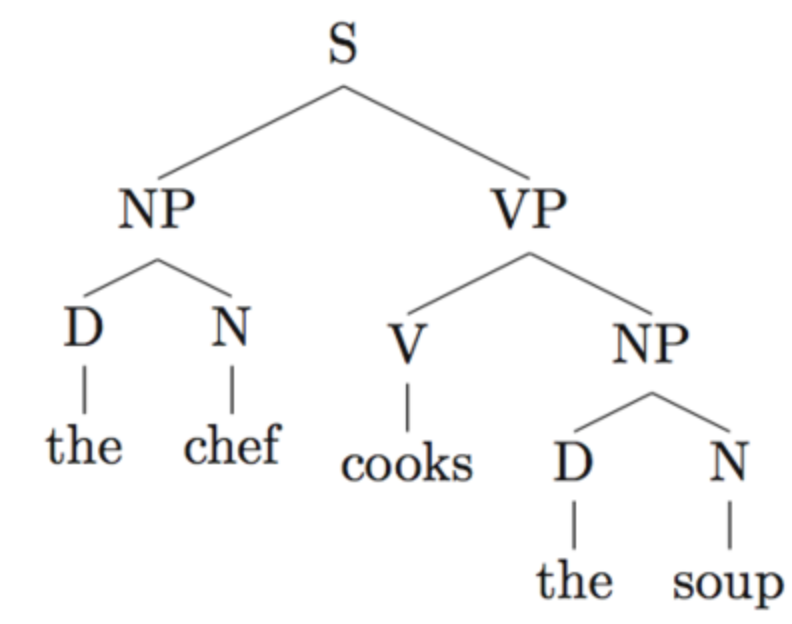 S
NP VP
D N
V NP
the chef
cooks D N
the soup